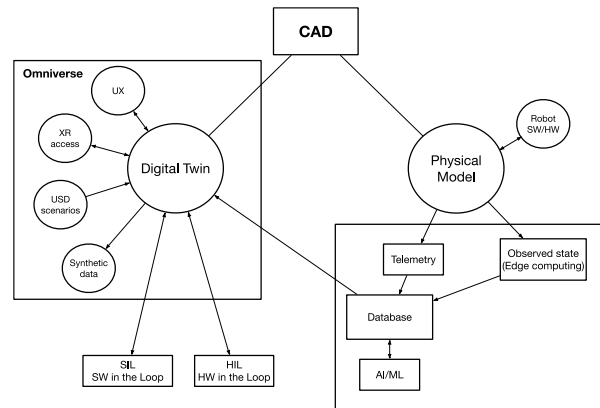 CAD
Omniverse
UX
XR
access
USD
scenarios
Synthetic
data
Digital Twin
Physical
Model
Robot
SW/HW
Telemetry
Observed state
(Edge computing)
Database
AI/ML
SIL
SW in the Loop
HIL
HW in the Loop